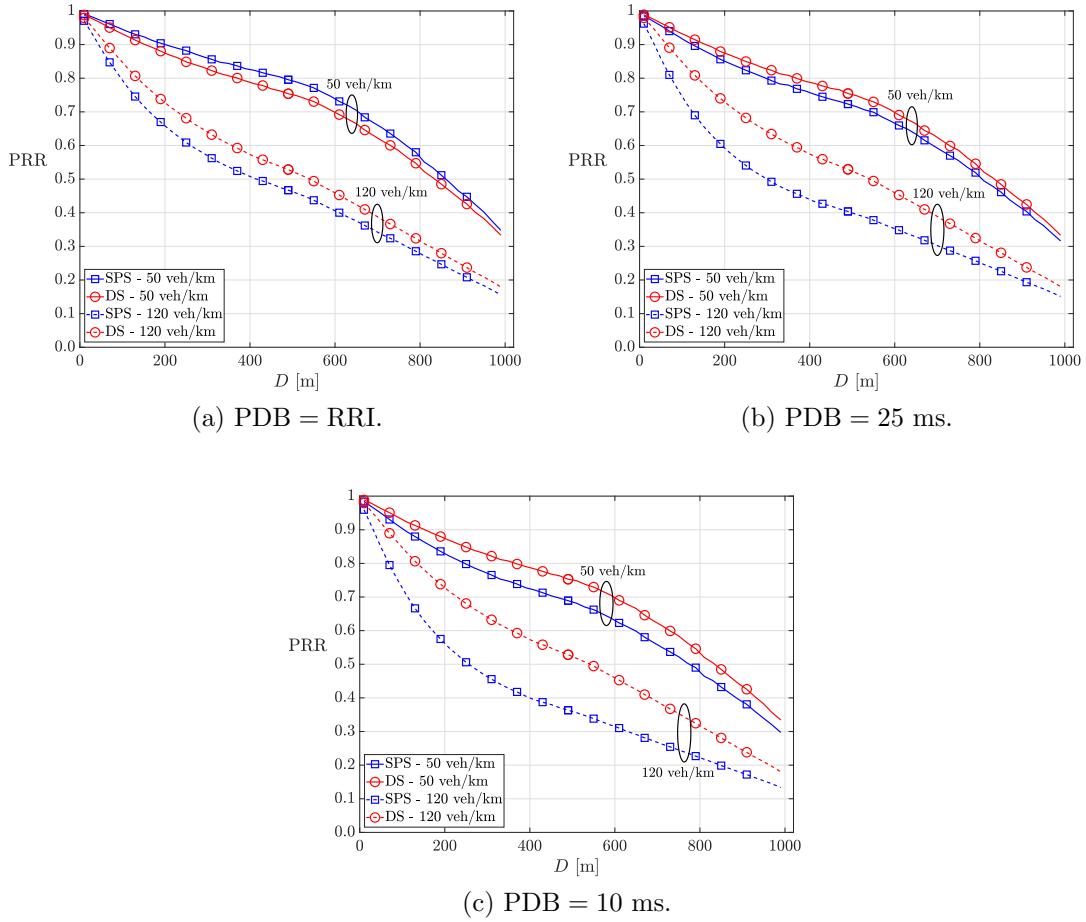 1
0.9
0.8
0.7
0.6
PRR
0.5
0.4
0.3
0.2
0.1
0.0
50 veh/km
120 veh/km
SPS - 50 veh/km
DS - 50 veh/km
SPS - 120 veh/km
DS - 120 veh/km
0 200 400 600 800 1000
D [m]
(a) PDB = RRI.
1
0.9
0.8
0.7
0.6
PRR
0.5
0.4
0.3
0.2
0.1
0.0
50 veh/km
120 veh/km
SPS - 50 veh/km
DS - 50 veh/km
SPS - 120 veh/km
DS - 120 veh/km
0 200 400 600 800 1000
D [m]
(b) PDB = 25 ms.
1
0.9
0.8
0.7
0.6
PRR
0.5
0.4
0.3
0.2
0.1
0.0
50 veh/km
120 veh/km
SPS - 50 veh/km
DS - 50 veh/km
SPS - 120 veh/km
DS - 120 veh/km
0 200 400 600 800 1000
D [m]
(c) PDB = 10 ms.